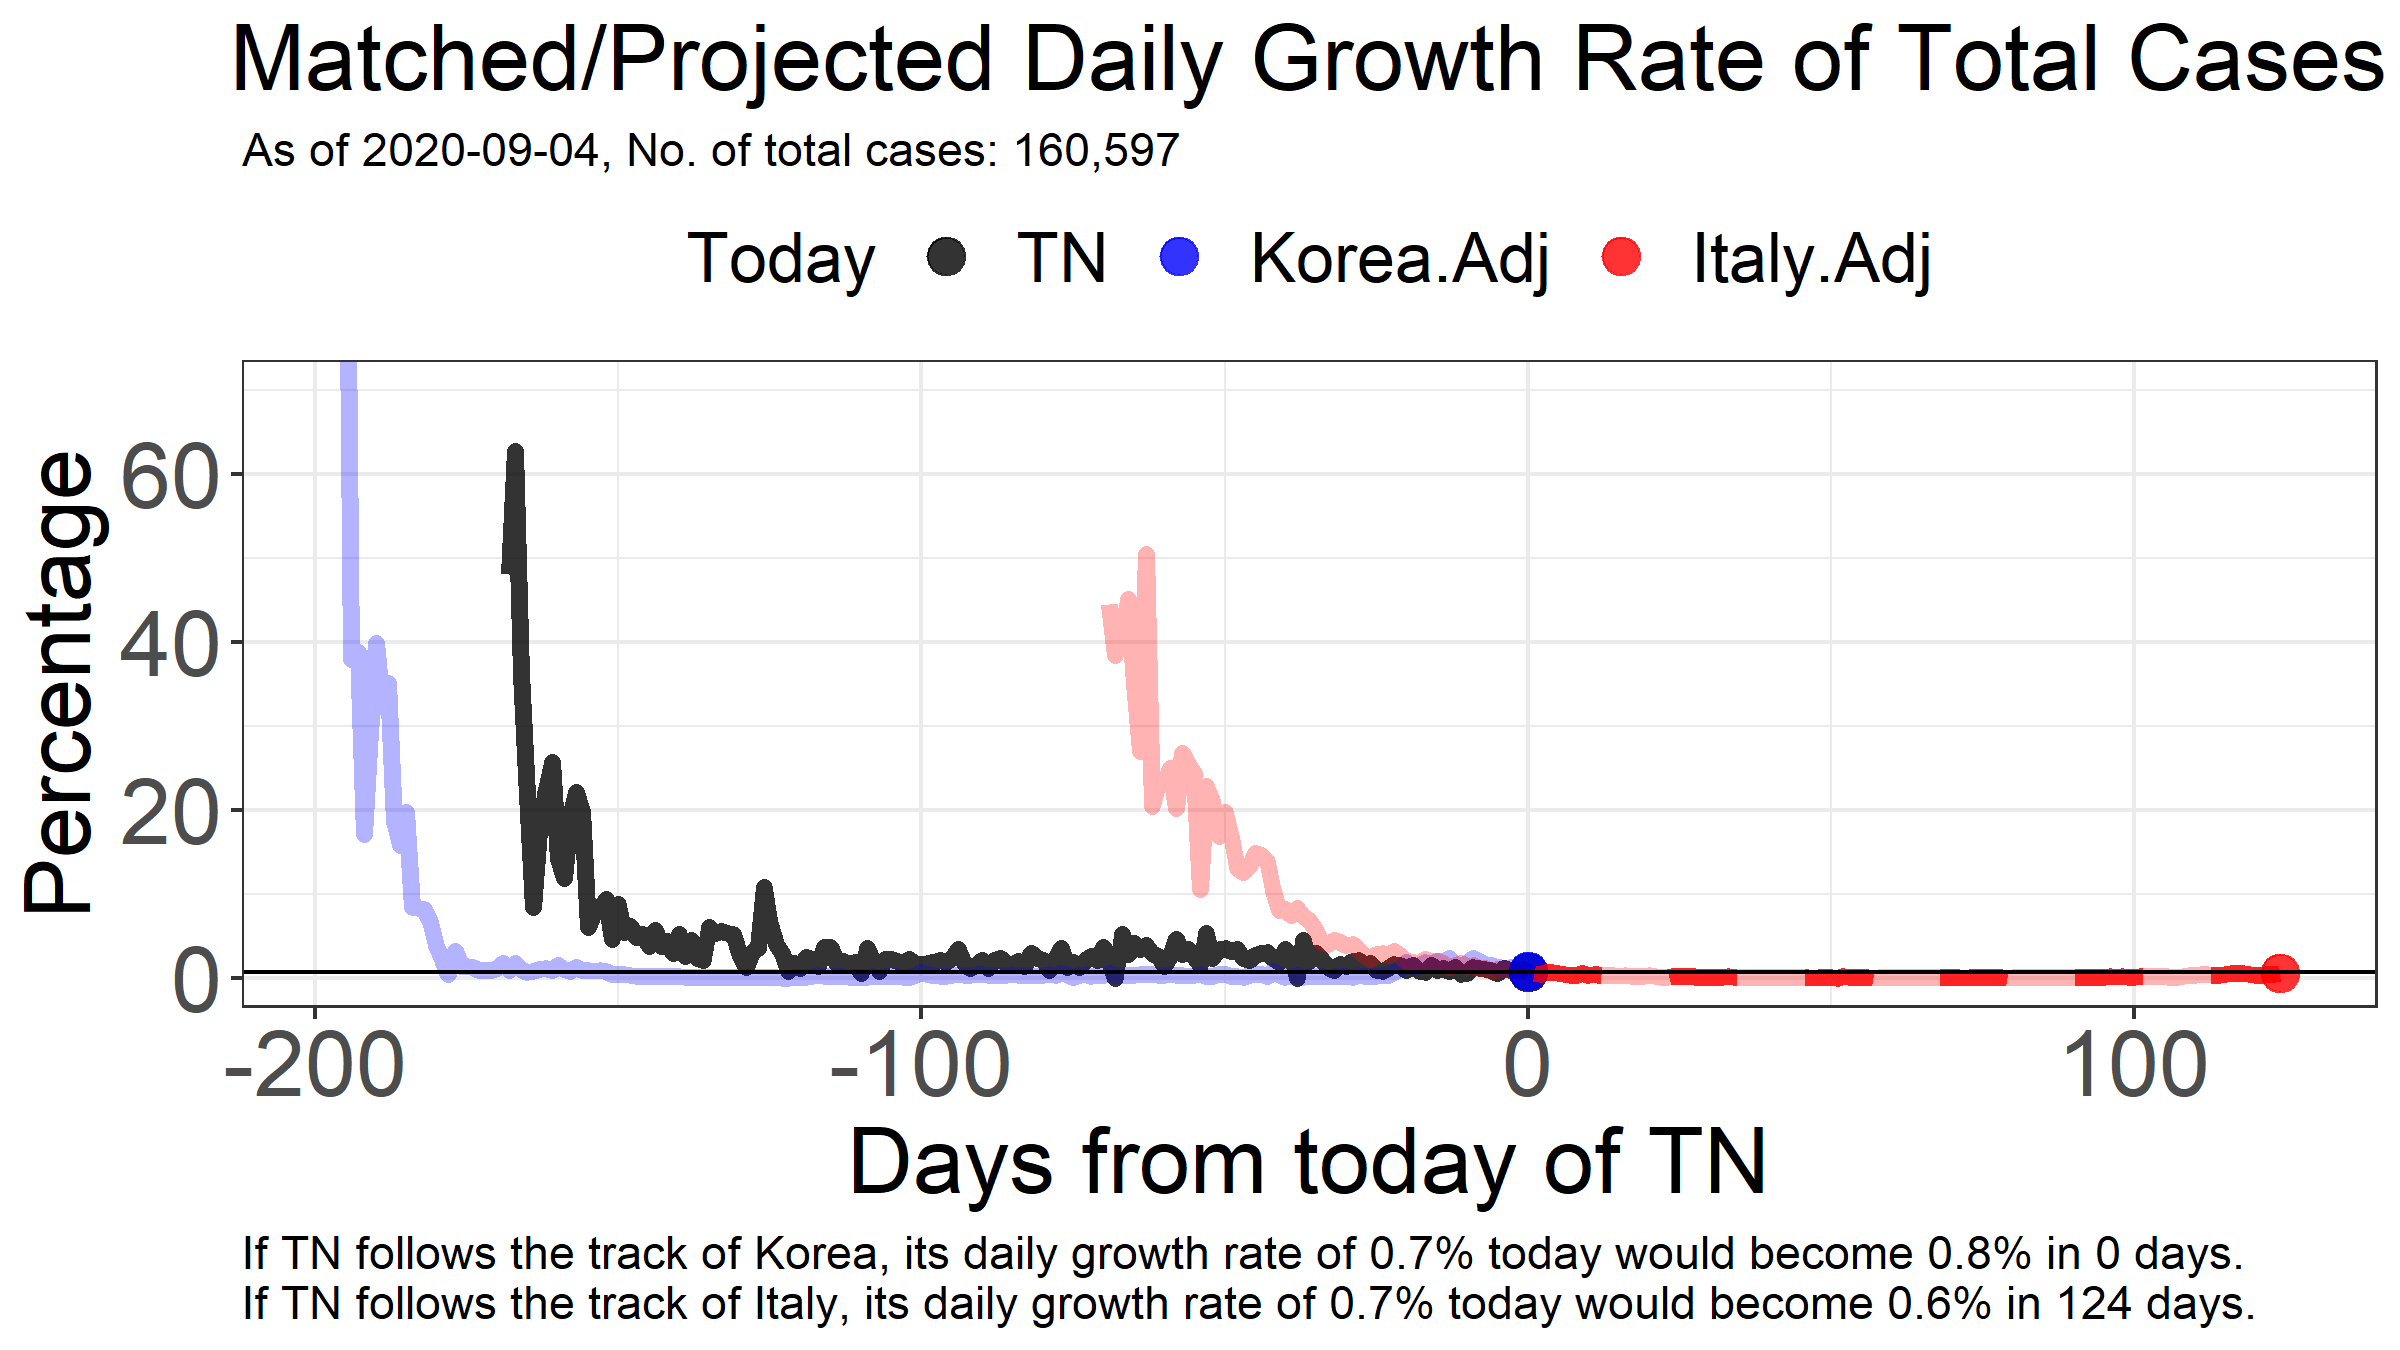 Matched/Projected Daily Growth Rate of Total Cases
As of 2020-09-04, No. of total cases: 160,597
Today TN Korea.Adj Italy.Adj
Percentage
60
40
20
0
-200 -100 0 100
Days from today of TN
If TN follows the track of Korea, its daily growth rate of 0.7% today would become 0.8% in 0 days.
If TN follows the track of Italy, its daily growth rate of 0.7% today would become 0.6% in 124 days.